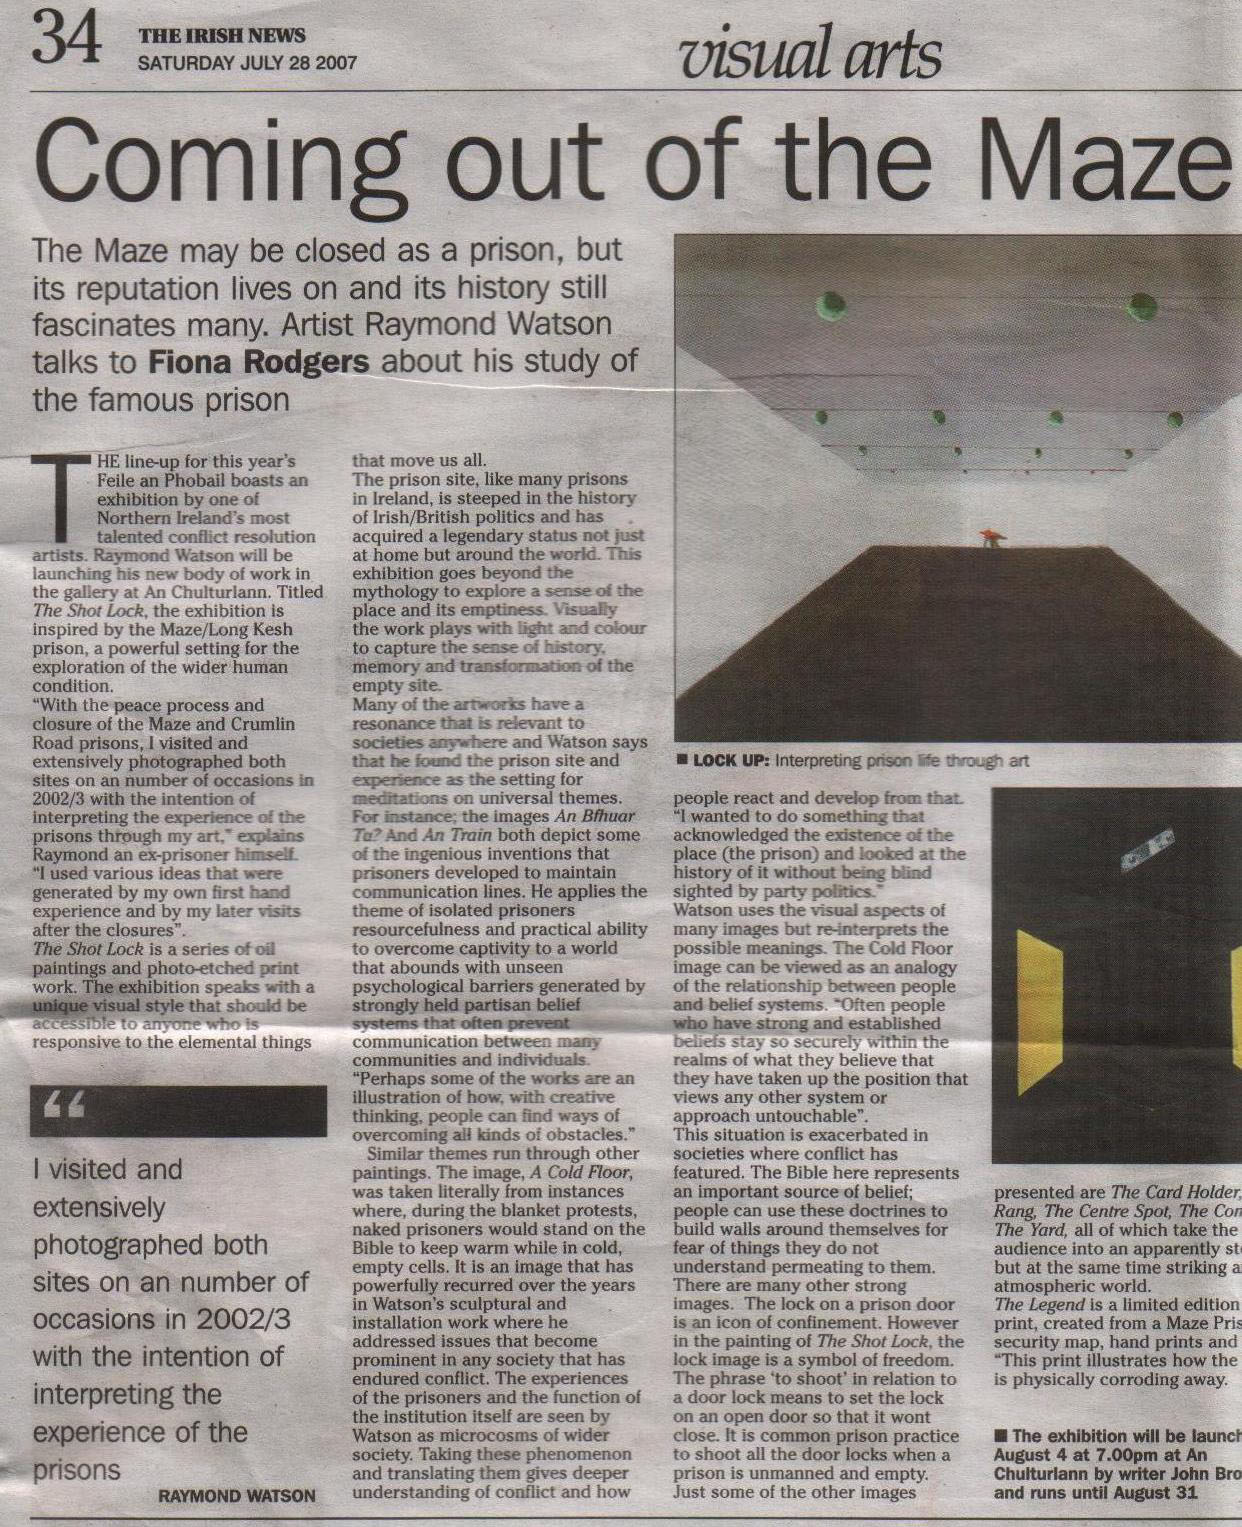 34
THE IRISH NEWS
SATURDAY JULY 28 2007
visual arts
Coming out of the Maze
The Maze may be closed as a prison, but
its reputation lives on and its history still
fascinates many. Artist Raymond Watson
talks to Fiona Rodgers about his study of
the famous prison
THE line-up for this year's
Feile an Phobail boasts an
exhibition by one of
Northern Ireland's most
talented conflict resolution
artists. Raymond Watson will be
launching his new body of work in
the gallery at An Chulturlann. Titled
The Shot Lock, the exhibition is
inspired by the Maze/Long Kesh
prison, a powerful setting for the
exploration of the wider human
condition.
“With the peace process and
closure of the Maze and Crumlin
Road prisons, I visited and
extensively photographed both
sites on an number of occasions in
2002/3 with the intention of
interpreting the experience of the
prisons through my art,” explains
Raymond an ex-prisoner himself.
“I used various ideas that were
generated by my own first hand
experience and by my later visits
after the closures”.
The Shot Lock is a series of oil
paintings and photo-etched print
work. The exhibition speaks with a
unique visual style that should be
accessible to anyone who is
responsive to the elemental things
“
I visited and
extensively
photographed both
sites on an number of
occasions in 2002/3
with the intention of
interpreting the
experience of the
prisons
RAYMOND WATSON
that move us all.
The prison site, like many prisons
in Ireland, is steeped in the history
of Irish/British politics and has
acquired a legendary status not just
at home but around the world. This
exhibition goes beyond the
mythology to explore a sense of the
place and its emptiness. Visually
the work plays with light and colour
to capture the sense of history,
memory and transformation of the
empty site.
Many of the artworks have a
resonance that is relevant to
societies anywhere and Watson says
that he found the prison site and
experience as the setting for
meditations on universal themes.
For instance; the images An Bfhuar
Tu? And An Train both depict some
of the ingenious inventions that
prisoners developed to maintain
communication lines. He applies the
theme of isolated prisoners
resourcefulness and practical ability
to overcome captivity to a world
that abounds with unseen
psychological barriers generated by
strongly held partisan belief
systems that often prevent
communication between many
communities and individuals.
“Perhaps some of the works are an
illustration of how, with creative
thinking, people can find ways of
overcoming all kinds of obstacles.”
Similar themes run through other
paintings. The image, A Cold Floor,
was taken literally from instances
where, during the blanket protests,
naked prisoners would stand on the
Bible to keep warm while in cold,
empty cells. It is an image that has
powerfully recurred over the years
in Watson's sculptural and
installation work where he
addressed issues that become
prominent in any society that has
endured conflict. The experiences
of the prisoners and the function of
the institution itself are seen by
Watson as microcosms of wider
society. Taking these phenomenon
and translating them gives deeper
understanding of conflict and how
■ LOCK UP: Interpreting prison life through art
people react and develop from that.
“I wanted to do something that
acknowledged the existence of the
place (the prison) and looked at the
history of it without being blind
sighted by party politics.”
Watson uses the visual aspects of
many images but re-interprets the
possible meanings. The Cold Floor
image can be viewed as an analogy
of the relationship between people
and belief systems. “Often people
who have strong and established
beliefs stay so securely within the
realms of what they believe that
they have taken up the position that
views any other system or
approach untouchable”.
This situation is exacerbated in
societies where conflict has
featured. The Bible here represents
an important source of belief;
people can use these doctrines to
build walls around themselves for
fear of things they do not
understand permeating to them.
There are many other strong
images. The lock on a prison door
is an icon of confinement. However
in the painting of The Shot Lock, the
lock image is a symbol of freedom.
The phrase ‘to shoot’ in relation to
a door lock means to set the lock
on an open door so that it wont
close. It is common prison practice
to shoot all the door locks when a
prison is unmanned and empty.
Just some of the other images
presented are The Card Holder,
Rang, The Centre Spot, The
The Yard, all of which take the
audience into an apparently
but at the same time striking
atmospheric world.
The Legend is a limited edition
print, created from a Maze
security map, hand prints and
“This print illustrates how the
is physically corroding away.
■ The exhibition will be
August 4 at 7.00pm at An
Chulturlann by writer John
and runs until August 31